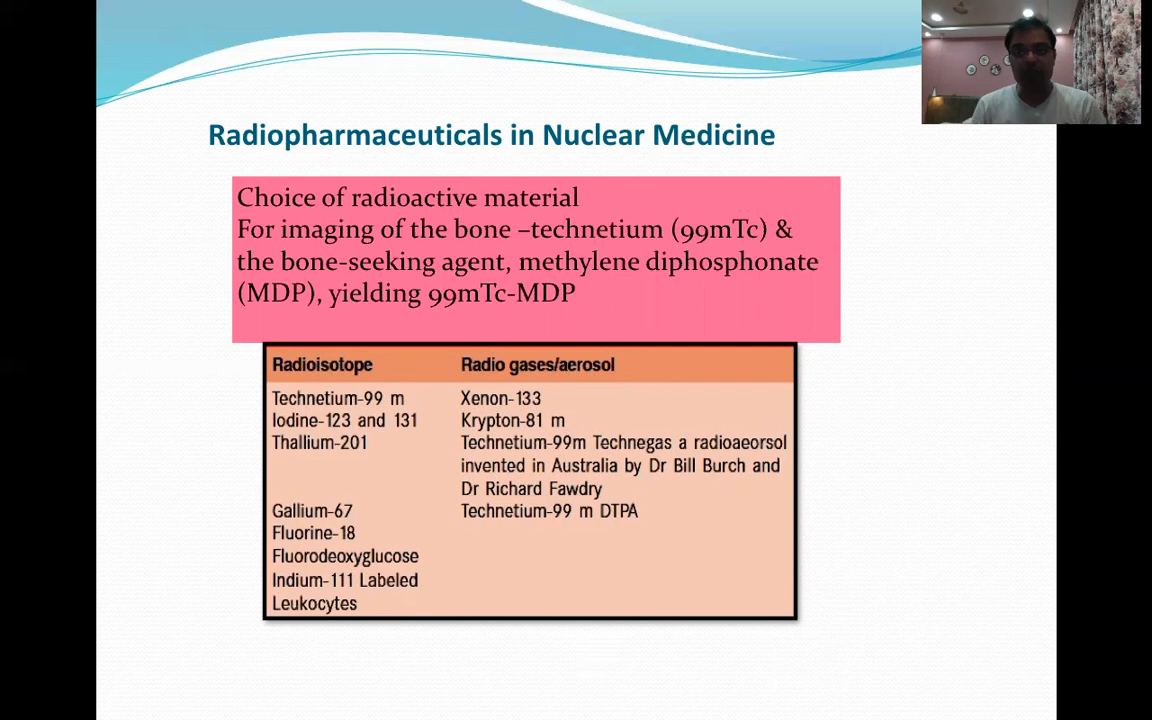 Radiopharmaceuticals in Nuclear Medicine
Choice of radioactive material
For imaging of the bone –technetium (99mTc) &
the bone-seeking agent, methylene diphosphonate
(MDP), yielding 99mTc-MDP
Radioisotope Radio gases/aerosol
Technetium-99 m Xenon-133
Iodine-123 and 131 Krypton-81 m
Thallium-201 Technetium-99m Technegas a radioaeorsol
invented in Australia by Dr Bill Burch and
Dr Richard Fawdry
Gallium-67 Technetium-99 m DTPA
Fluorine-18
Fluorodeoxyglucose
Indium-111 Labeled
Leukocytes